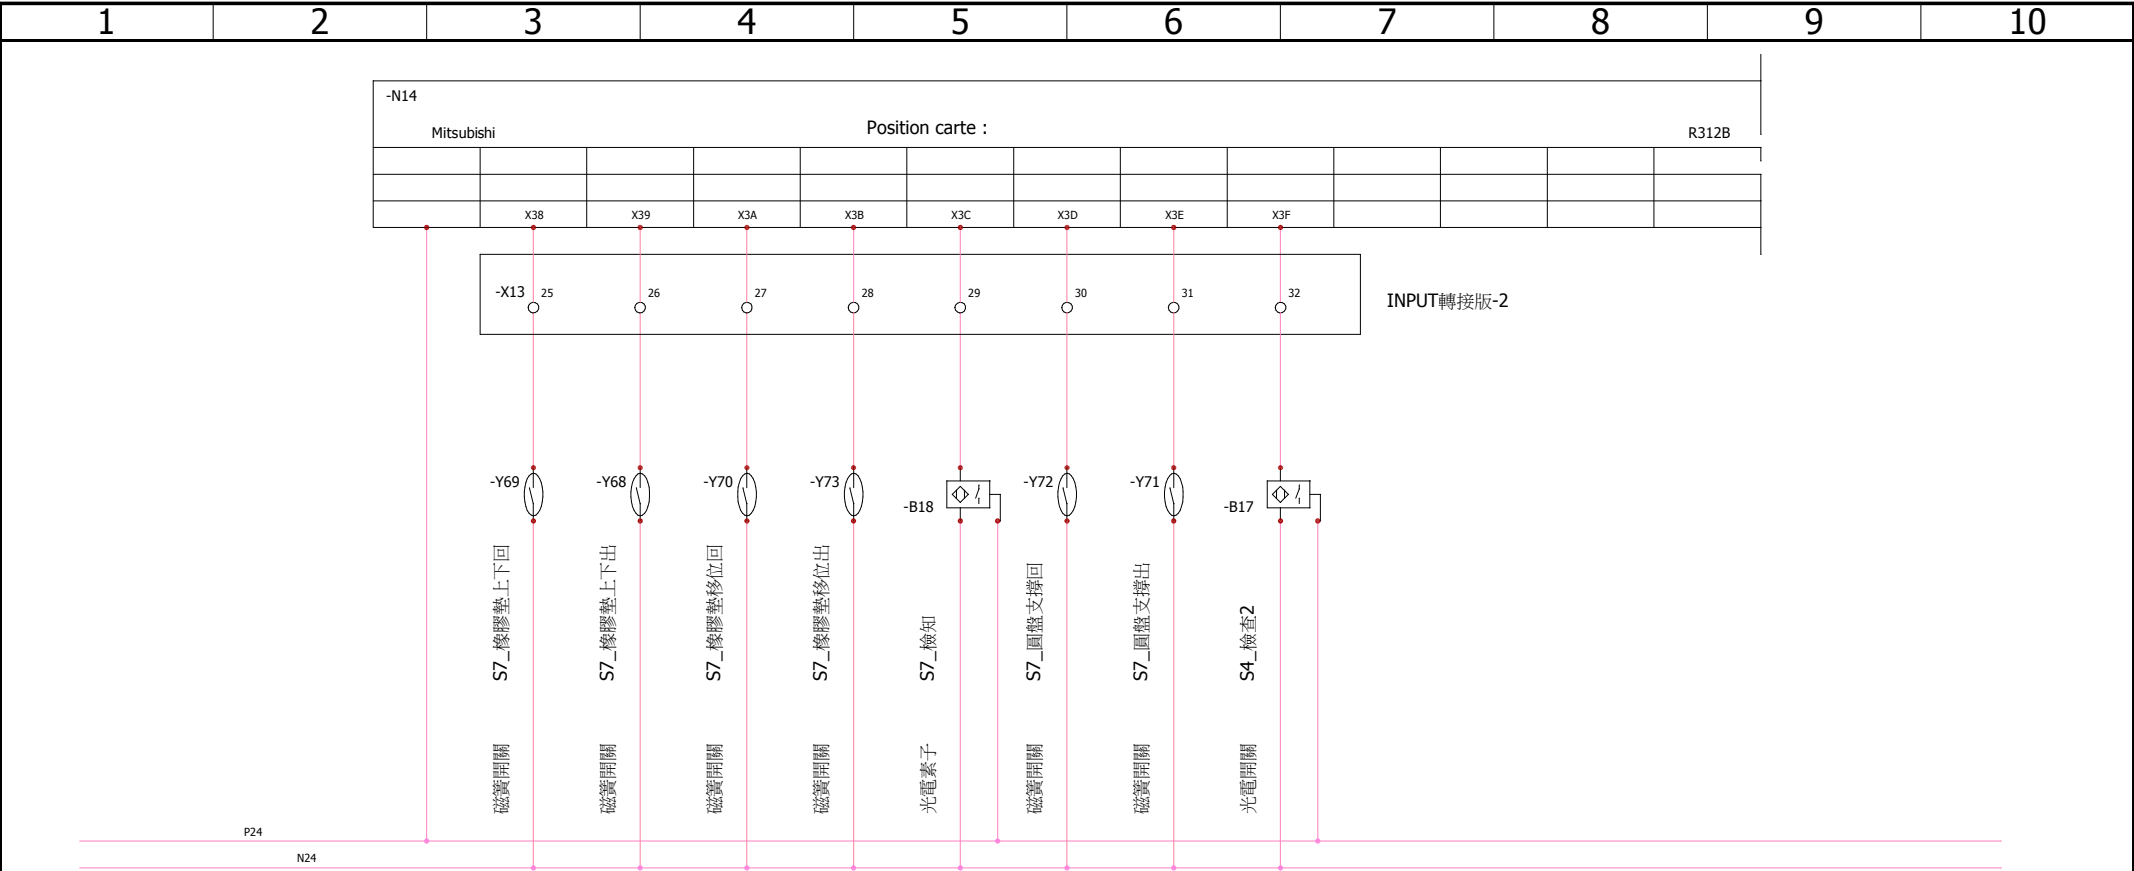 1 2 3 4 5 6 7 8 9 10
-N14
Mitsubishi Position carte : R312B
X38 X39 X3A X3B X3C X3D X3E X3F
-X13 25 26 27 28 29 30 31 32
INPUT轉接版-2
-Y69 -Y68 -Y70 -Y73 -B18 -Y72 -Y71 -B17
S7_橡膠墊上下回
S7_橡膠墊上下出
S7_橡膠墊移位回
S7_橡膠墊移位出
S7_檢知
S7_圓盤支撐回
S7_圓盤支撐出
S4_檢查2
磁簧開關
磁簧開關
磁簧開關
磁簧開關
光電素子
磁簧開關
磁簧開關
光電開關
P24
N24